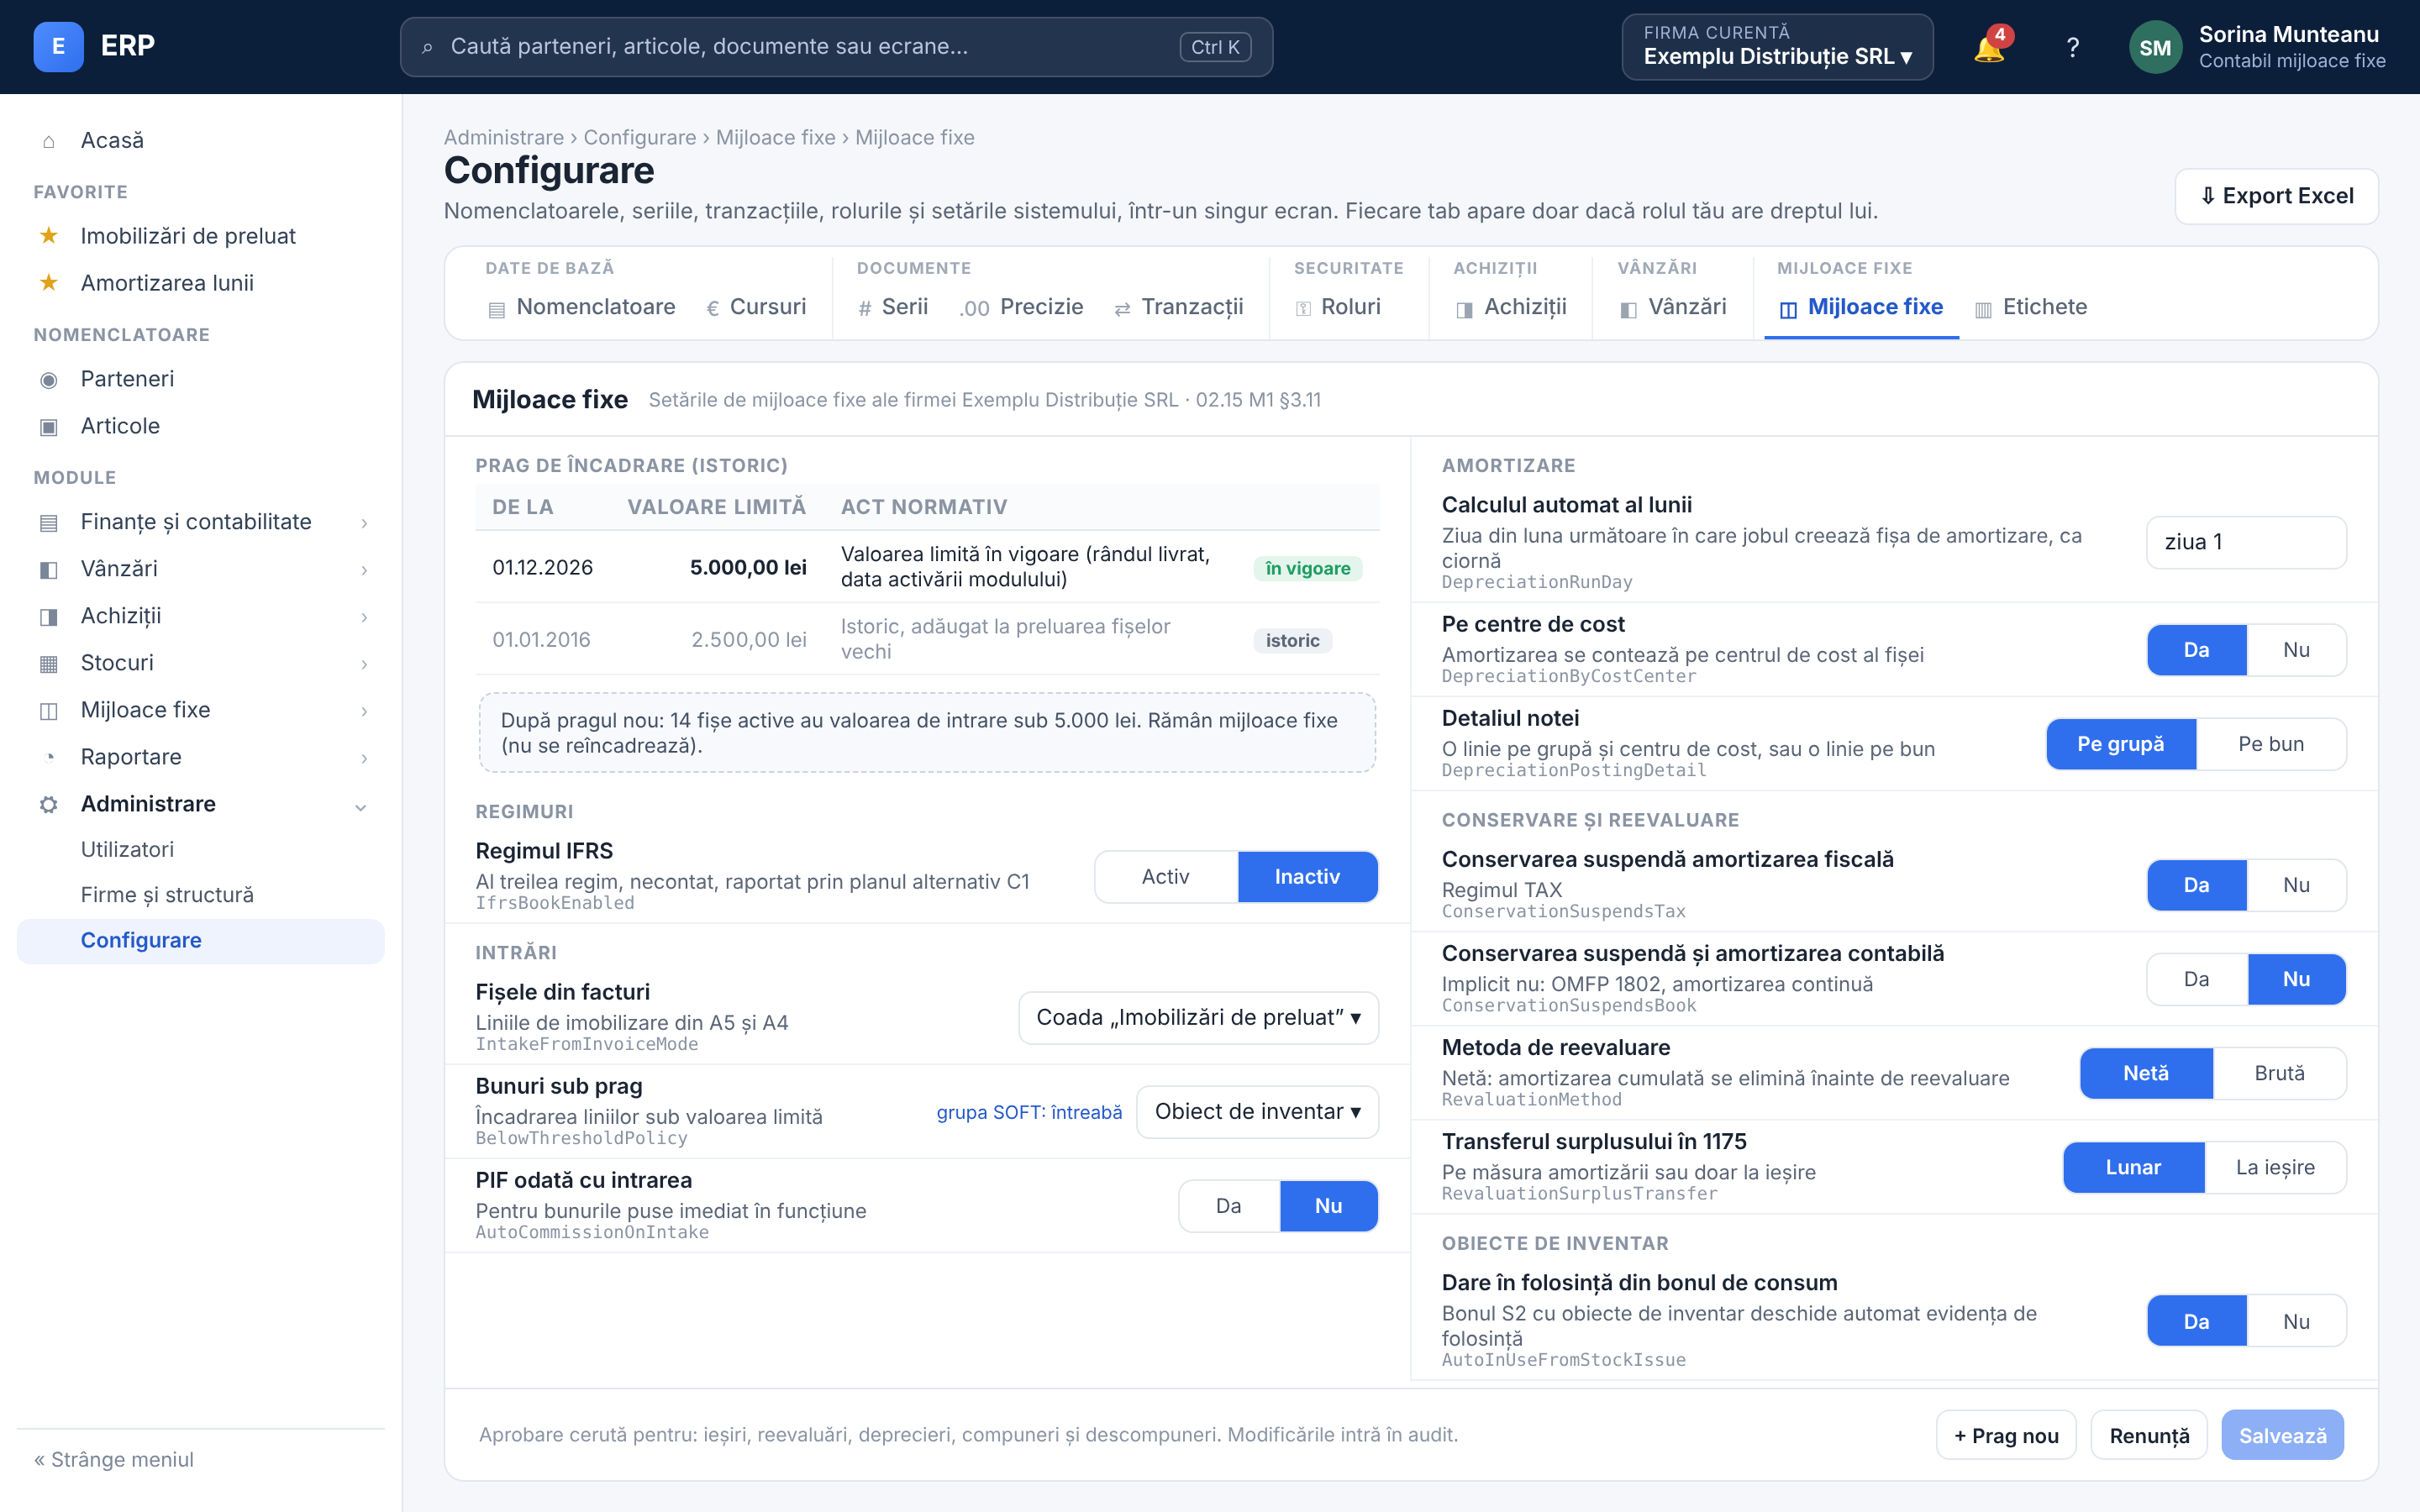 E ERP
Caută parteneri, articole, documente sau ecrane... Ctrl K
FIRMA CURENTĂ
Exemplu Distribuție SRL ▾
4
?
SM
Sorina Munteanu
Contabil mijloace fixe
Acasă
FAVORITE
★ Imobilizări de preluat
★ Amortizarea lunii
NOMENCLATOARE
Parteneri
Articole
MODULE
Finanțe și contabilitate ›
Vânzări ›
Achiziții ›
Stocuri ›
Mijloace fixe ›
Raportare ›
Administrare
Utilizatori
Firme și structură
Configurare
« Strânge meniul
Administrare › Configurare › Mijloace fixe › Mijloace fixe
Configurare
Nomenclatoarele, seriile, tranzacțiile, rolurile și setările sistemului, într-un singur ecran. Fiecare tab apare doar dacă rolul tău are dreptul lui.
⇩ Export Excel
DATE DE BAZĂ
Nomenclatoare € Cursuri
DOCUMENTE
# Serii .00 Precizie ⇄ Tranzacții
SECURITATE
Roluri
ACHIZIȚII
Achiziții
VÂNZĂRI
Vânzări
MIJLOACE FIXE
Mijloace fixe Etichete
Mijloace fixe Setările de mijloace fixe ale firmei Exemplu Distribuție SRL · 02.15 M1 §3.11
PRAG DE ÎNCADRARE (ISTORIC)
DE LA VALOARE LIMITĂ ACT NORMATIV
01.12.2026 5.000,00 lei Valoarea limită în vigoare (rândul livrat, data activării modulului) în vigoare
01.01.2016 2.500,00 lei Istoric, adăugat la preluarea fișelor vechi istoric
După pragul nou: 14 fișe active au valoarea de intrare sub 5.000 lei. Rămân mijloace fixe
(nu se reîncadrează).
REGIMURI
Regimul IFRS
Al treilea regim, necontat, raportat prin planul alternativ C1
IfrsBookEnabled
Activ Inactiv
INTRĂRI
Fișele din facturi
Liniile de imobilizare din A5 și A4
IntakeFromInvoiceMode
Coada „Imobilizări de preluat” ▾
Bunuri sub prag
Încadrarea liniilor sub valoarea limită
BelowThresholdPolicy
grupa SOFT: întreabă Obiect de inventar ▾
PIF odată cu intrarea
Pentru bunurile puse imediat în funcțiune
AutoCommissionOnIntake
Da Nu
AMORTIZARE
Calculul automat al lunii
Ziua din luna următoare în care jobul creează fișa de amortizare, ca
ciornă
DepreciationRunDay
ziua 1
Pe centre de cost
Amortizarea se contează pe centrul de cost al fișei
DepreciationByCostCenter
Da Nu
Detaliul notei
O linie pe grupă și centru de cost, sau o linie pe bun
DepreciationPostingDetail
Pe grupă Pe bun
CONSERVARE ȘI REEVALUARE
Conservarea suspendă amortizarea fiscală
Regimul TAX
ConservationSuspendsTax
Da Nu
Conservarea suspendă și amortizarea contabilă
Implicit nu: OMFP 1802, amortizarea continuă
ConservationSuspendsBook
Da Nu
Metoda de reevaluare
Netă: amortizarea cumulată se elimină înainte de reevaluare
RevaluationMethod
Netă Brută
Transferul surplusului în 1175
Pe măsura amortizării sau doar la ieșire
RevaluationSurplusTransfer
Lunar La ieșire
OBIECTE DE INVENTAR
Dare în folosință din bonul de consum
Bonul S2 cu obiecte de inventar deschide automat evidența de
folosință
AutoInUseFromStockIssue
Da Nu
Aprobare cerută pentru: ieșiri, reevaluări, deprecieri, compuneri și descompuneri. Modificările intră în audit.
+ Prag nou Renunță Salvează